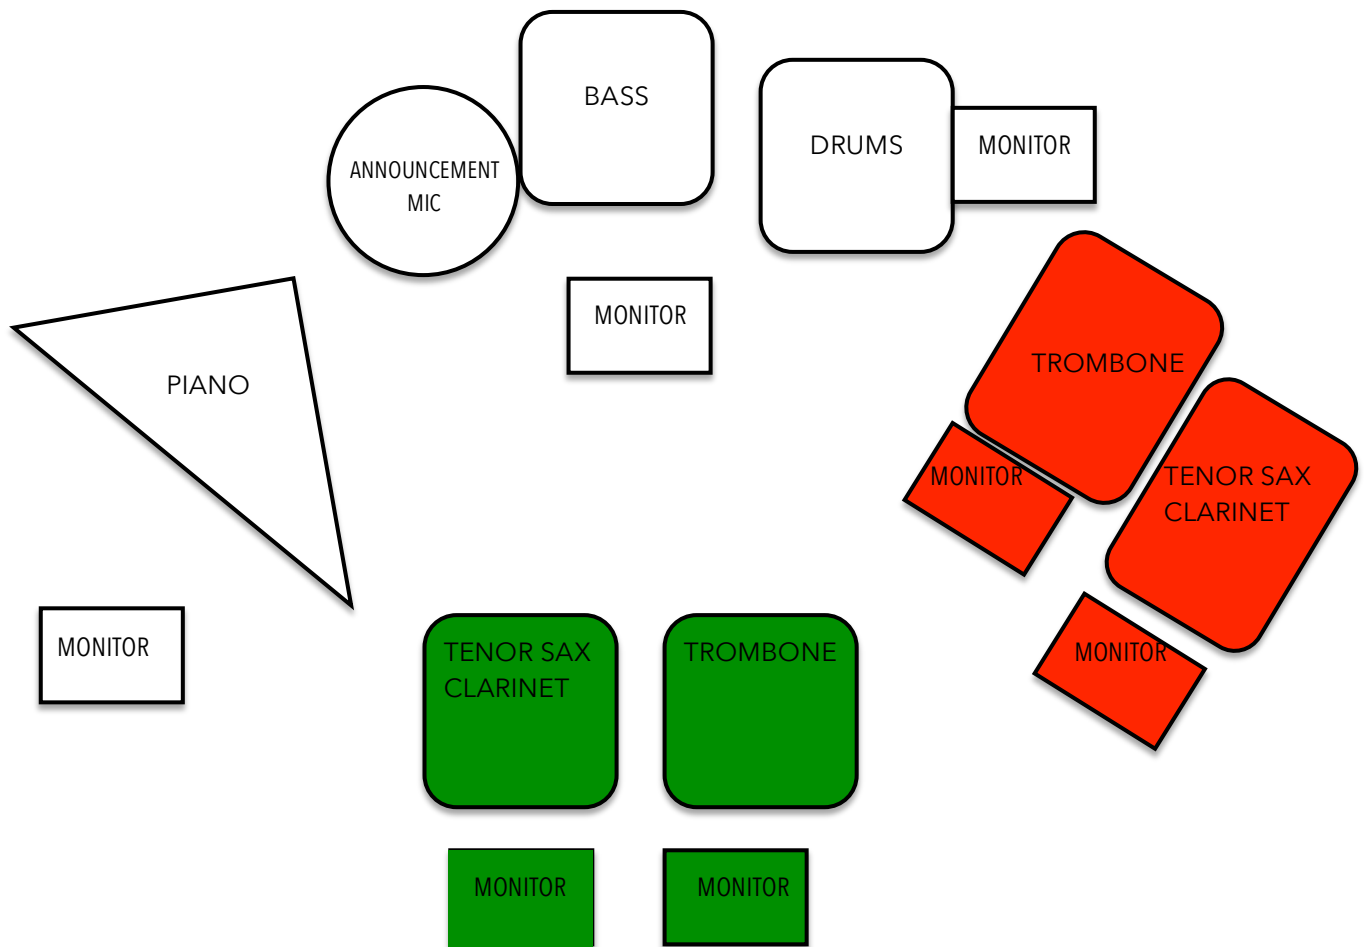 BASS
DRUMS
MONITOR
ANNOUNCEMENT
MIC
MONITOR
PIANO
TROMBONE
MONITOR
TENOR SAX
CLARINET
MONITOR
TENOR SAX
CLARINET
TROMBONE
MONITOR
MONITOR
MONITOR